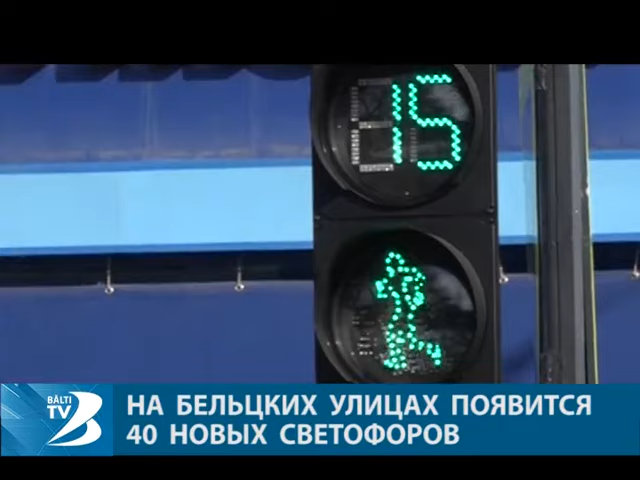 15
BĂLȚI
TV
НА БЕЛЬЦКИХ УЛИЦАХ ПОЯВИТСЯ
40 НОВЫХ СВЕТОФОРОВ